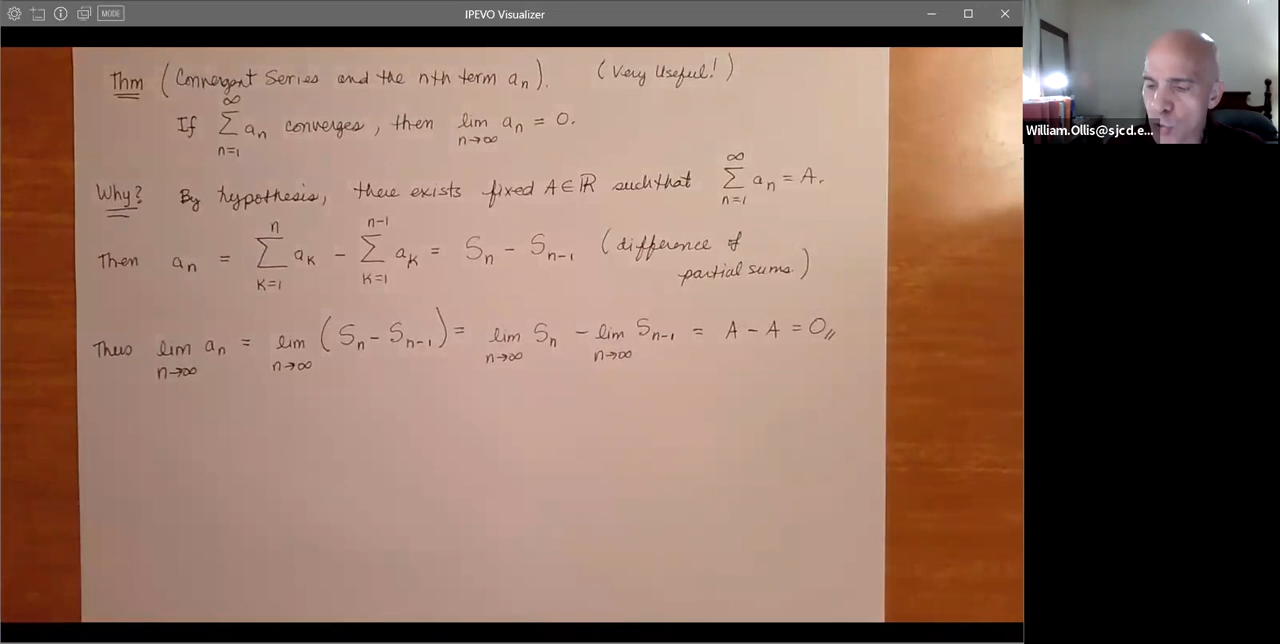 MODE
IPEVO Visualizer
William.Ollis@sjcd.e...
Thm (Convergent Series and the nth term aₙ). (Very Useful!)
If ∑_{n=1}^{∞} aₙ converges, then lim_{n→∞} aₙ = 0.
Why? By hypothesis, there exists fixed A∈ℝ such that ∑_{n=1}^{∞} aₙ = A.
Then aₙ = ∑_{K=1}^{n} a_K − ∑_{K=1}^{n-1} a_K = Sₙ − Sₙ₋₁ (difference of
partial sums.)
Thus lim_{n→∞} aₙ = lim_{n→∞} (Sₙ − Sₙ₋₁) = lim_{n→∞} Sₙ − lim_{n→∞} Sₙ₋₁ = A − A = 0 //